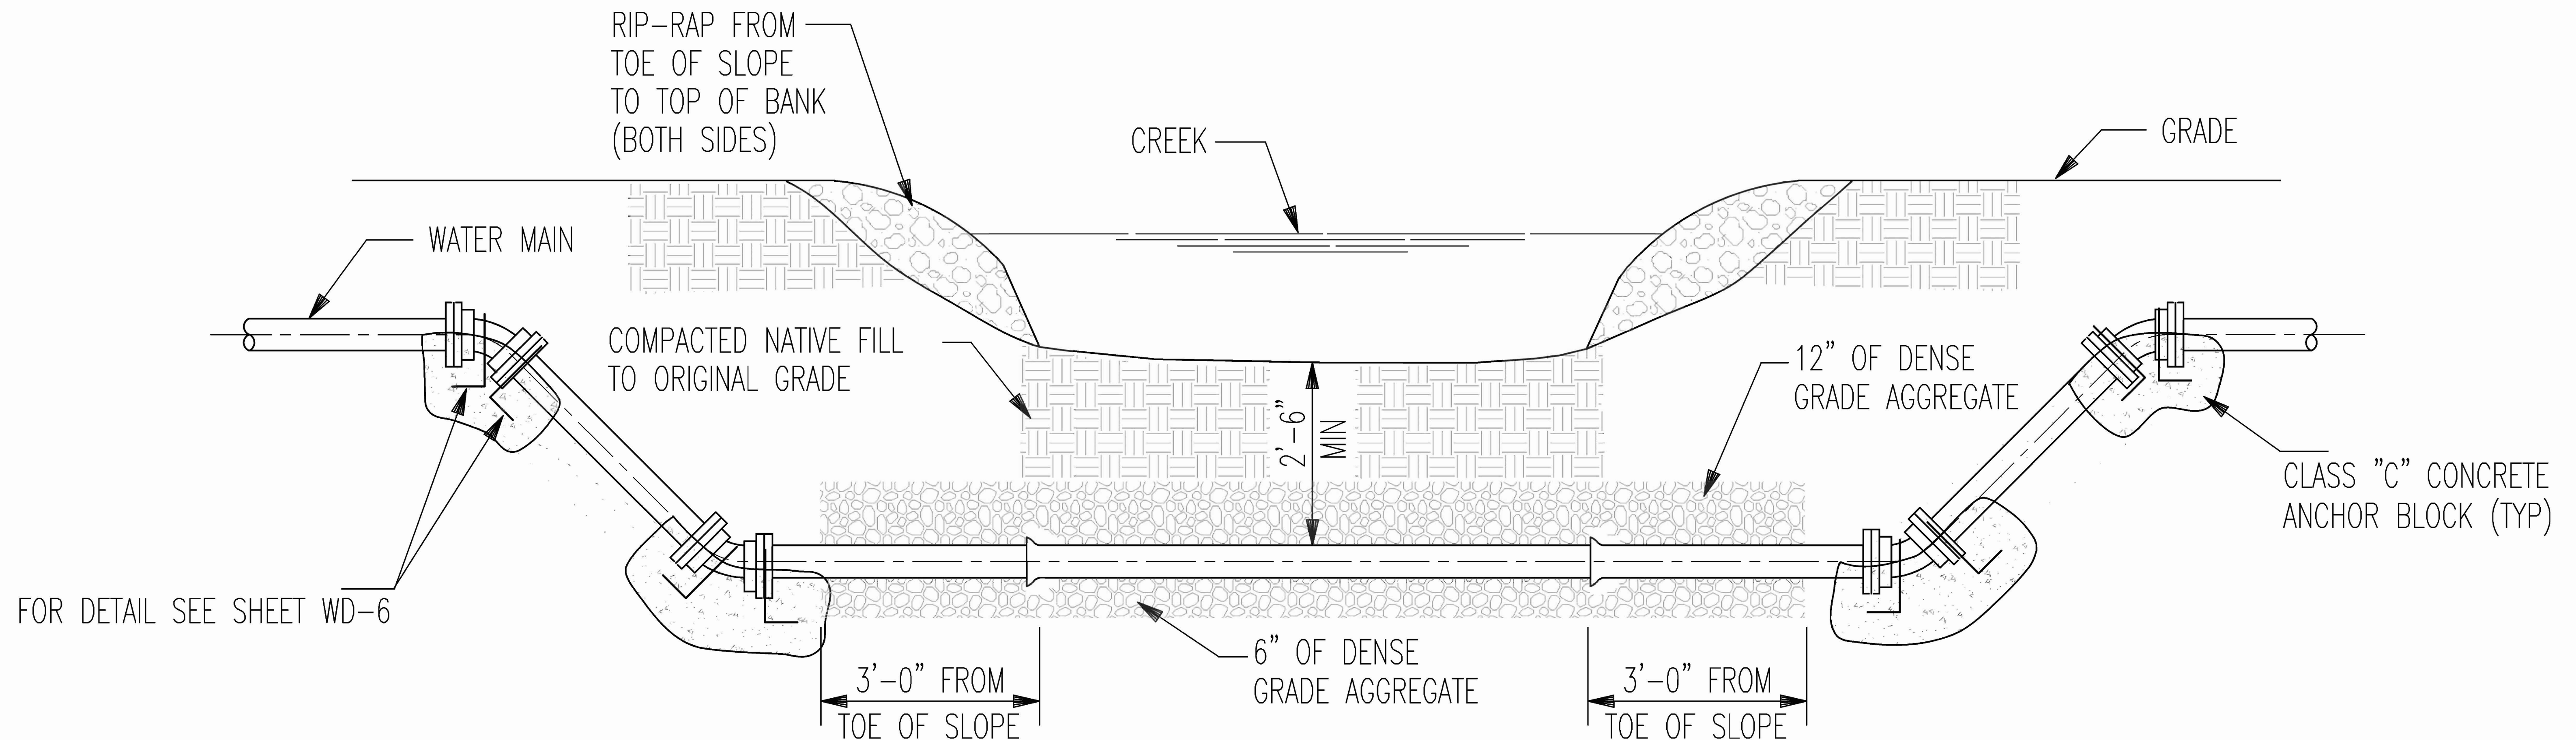 RIP-RAP FROM
TOE OF SLOPE
TO TOP OF BANK
(BOTH SIDES)
CREEK
GRADE
WATER MAIN
COMPACTED NATIVE FILL
TO ORIGINAL GRADE
12" OF DENSE
GRADE AGGREGATE
2'-6"
MIN
CLASS "C" CONCRETE
ANCHOR BLOCK (TYP)
FOR DETAIL SEE SHEET WD-6
6" OF DENSE
GRADE AGGREGATE
3'-0" FROM
TOE OF SLOPE
3'-0" FROM
TOE OF SLOPE